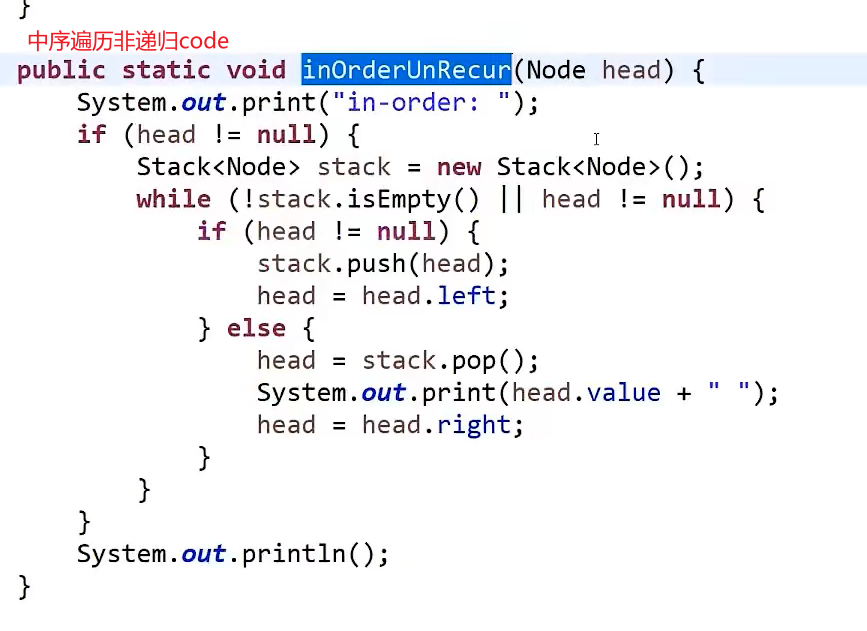 }
中序遍历非递归code
public static void inOrderUnRecur(Node head) {
    System.out.print("in-order: ");
    if (head != null) {
        Stack<Node> stack = new Stack<Node>();
        while (!stack.isEmpty() || head != null) {
            if (head != null) {
                stack.push(head);
                head = head.left;
            } else {
                head = stack.pop();
                System.out.print(head.value + " ");
                head = head.right;
            }
        }
    }
    System.out.println();
}